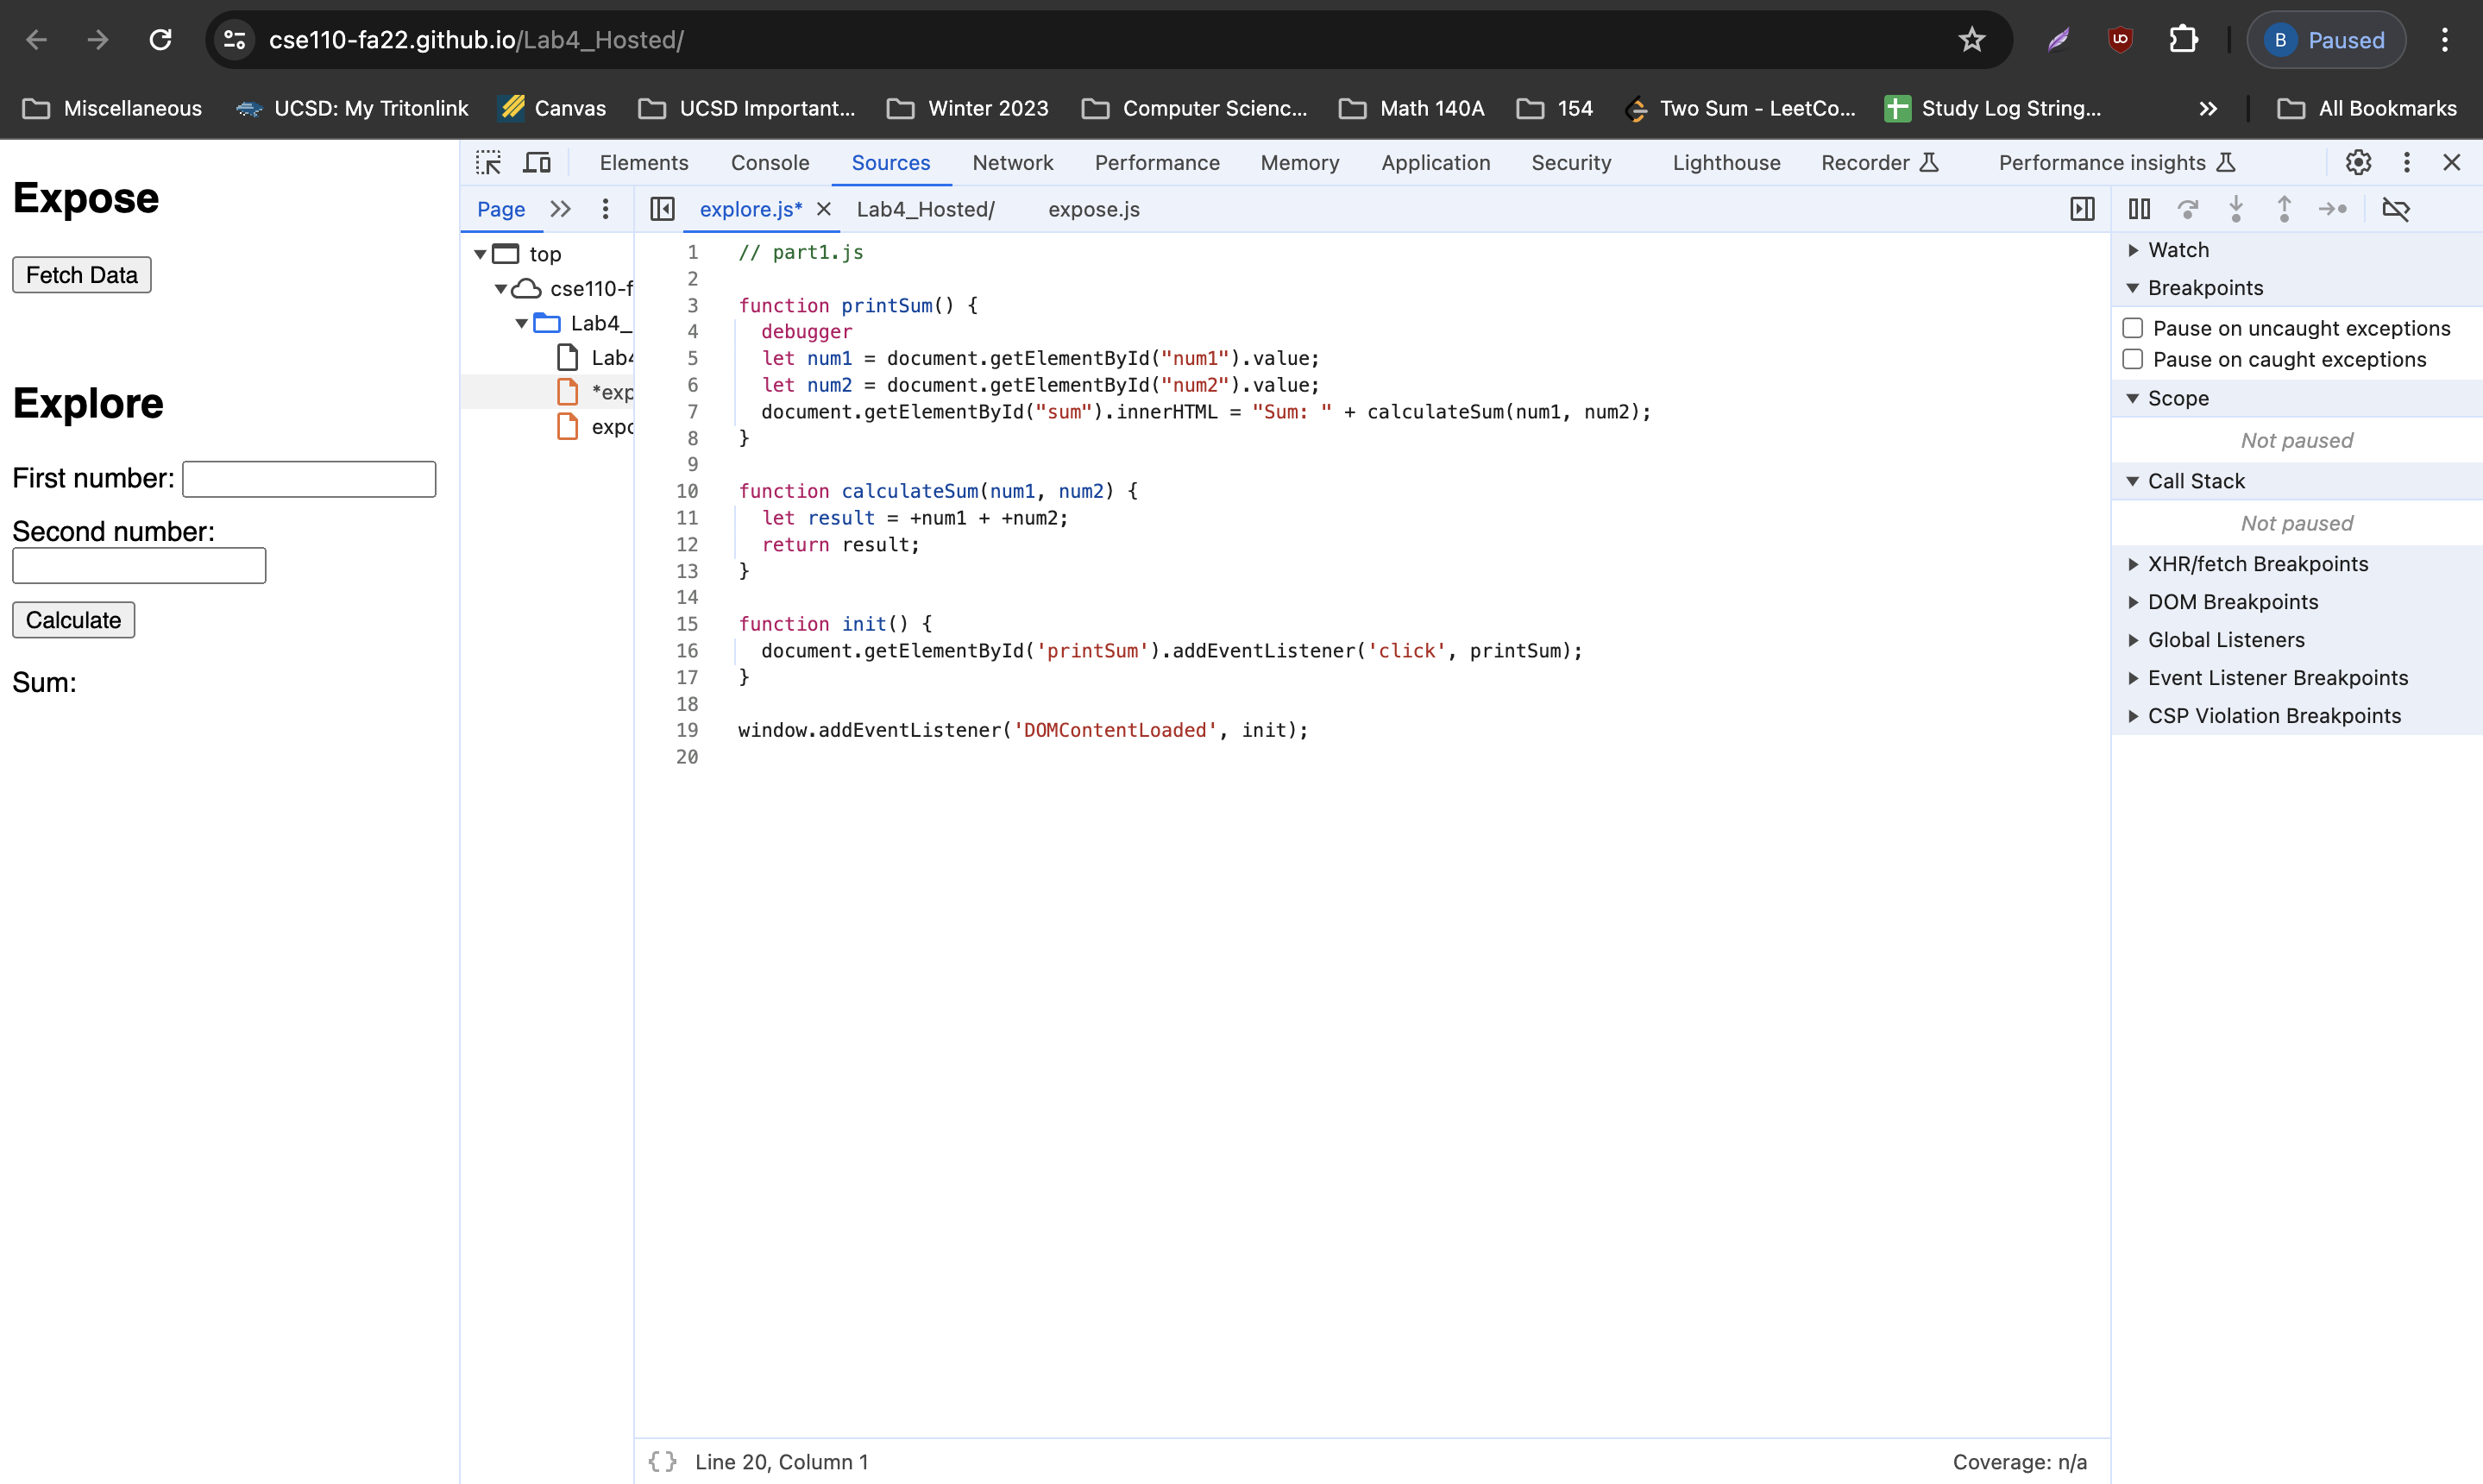 cse110-fa22.github.io/Lab4_Hosted/
B Paused
Miscellaneous UCSD: My Tritonlink Canvas UCSD Important... Winter 2023 Computer Scienc... Math 140A 154 Two Sum - LeetCo... Study Log String... » All Bookmarks
Expose
Fetch Data
Explore
First number:
Second number:
Calculate
Sum:
Elements Console Sources Network Performance Memory Application Security Lighthouse Recorder Performance insights
Page explore.js* Lab4_Hosted/ expose.js
top
cse110-f
Lab4_
Lab4
*exp
expo
1 // part1.js
2
3 function printSum() {
4 debugger
5 let num1 = document.getElementById("num1").value;
6 let num2 = document.getElementById("num2").value;
7 document.getElementById("sum").innerHTML = "Sum: " + calculateSum(num1, num2);
8 }
9
10 function calculateSum(num1, num2) {
11 let result = +num1 + +num2;
12 return result;
13 }
14
15 function init() {
16 document.getElementById('printSum').addEventListener('click', printSum);
17 }
18
19 window.addEventListener('DOMContentLoaded', init);
20
{} Line 20, Column 1 Coverage: n/a
Watch
Breakpoints
Pause on uncaught exceptions
Pause on caught exceptions
Scope
Not paused
Call Stack
Not paused
XHR/fetch Breakpoints
DOM Breakpoints
Global Listeners
Event Listener Breakpoints
CSP Violation Breakpoints